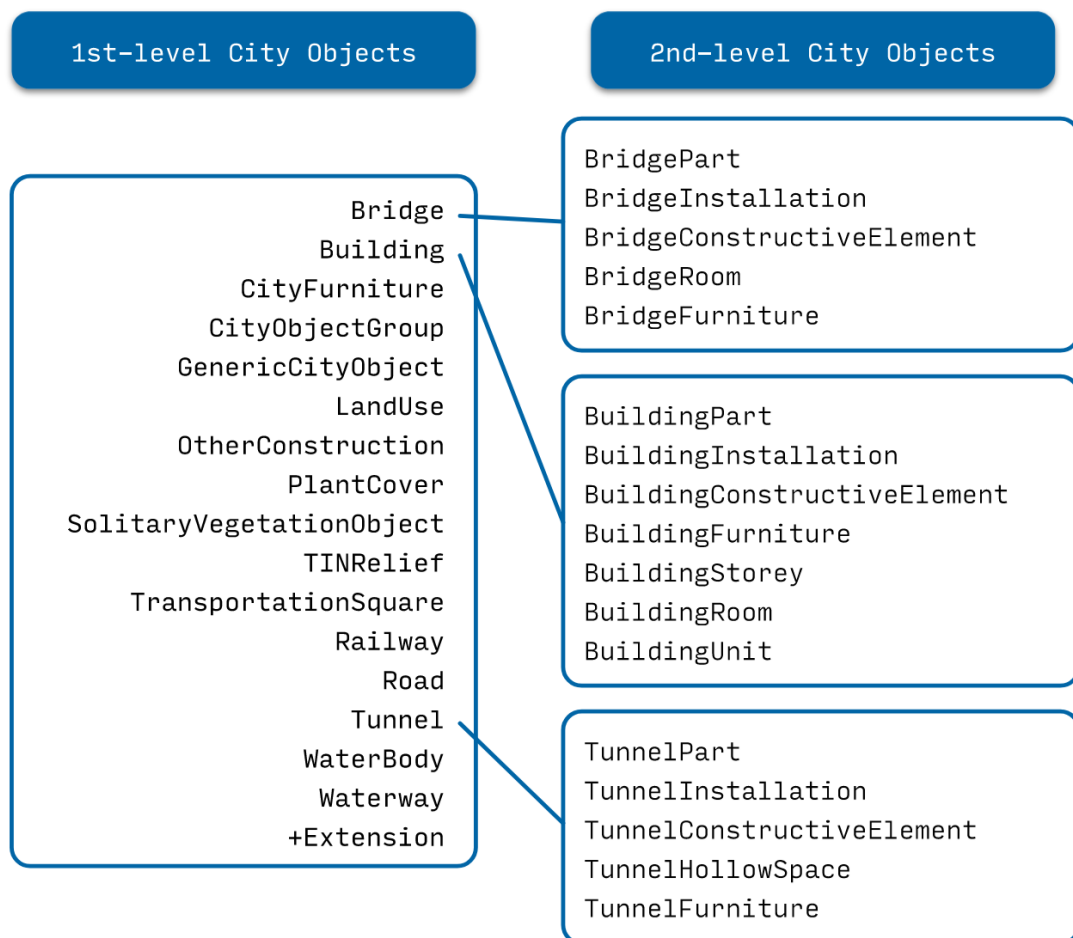 1st-level City Objects
2nd-level City Objects
Bridge
Building
CityFurniture
CityObjectGroup
GenericCityObject
LandUse
OtherConstruction
PlantCover
SolitaryVegetationObject
TINRelief
TransportationSquare
Railway
Road
Tunnel
WaterBody
Waterway
+Extension
BridgePart
BridgeInstallation
BridgeConstructiveElement
BridgeRoom
BridgeFurniture
BuildingPart
BuildingInstallation
BuildingConstructiveElement
BuildingFurniture
BuildingStorey
BuildingRoom
BuildingUnit
TunnelPart
TunnelInstallation
TunnelConstructiveElement
TunnelHollowSpace
TunnelFurniture